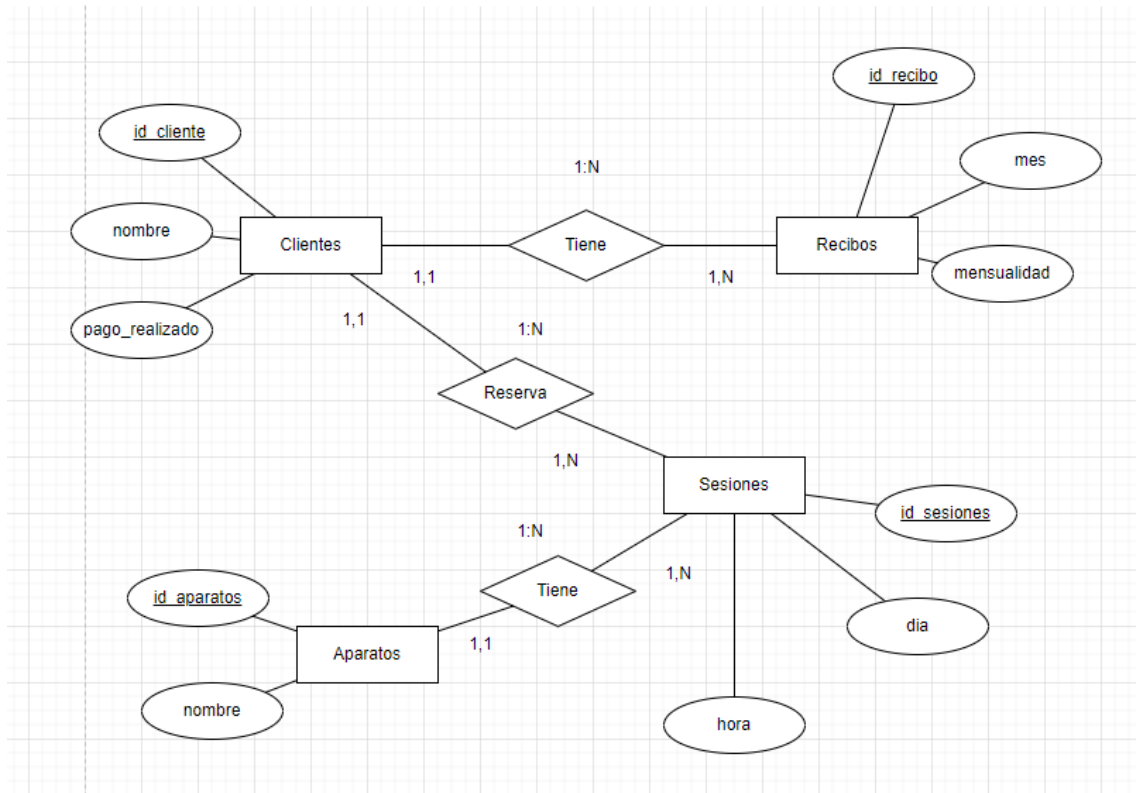 id_recibo
id_cliente
1:N
mes
nombre
Clientes
Tiene
Recibos
1,1
1,N
mensualidad
1,1
1:N
pago_realizado
Reserva
1,N
Sesiones
id_sesiones
1:N
1,N
Tiene
id_aparatos
dia
1,1
Aparatos
nombre
hora